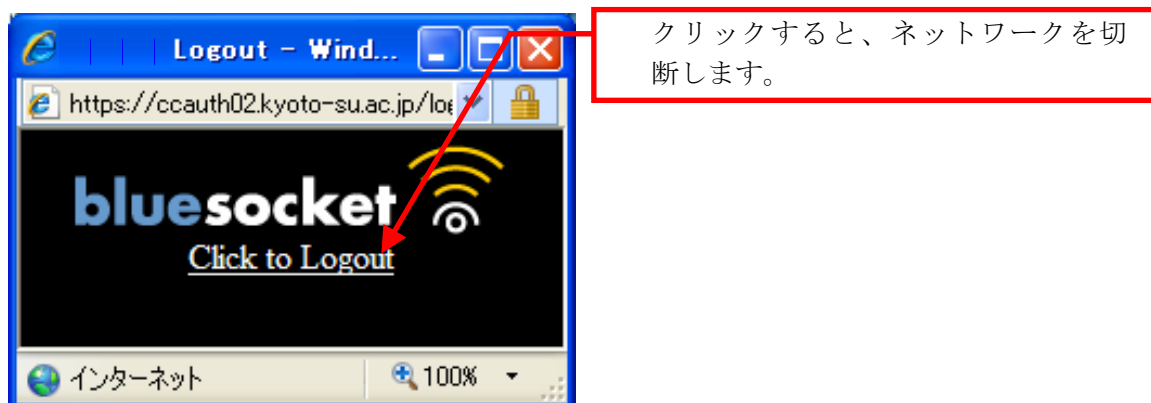 Logout - Wind...
クリックすると、ネットワークを切
断します。
https://ccauth02.kyoto-su.ac.jp/log
bluesocket
Click to Logout
インターネット
100%